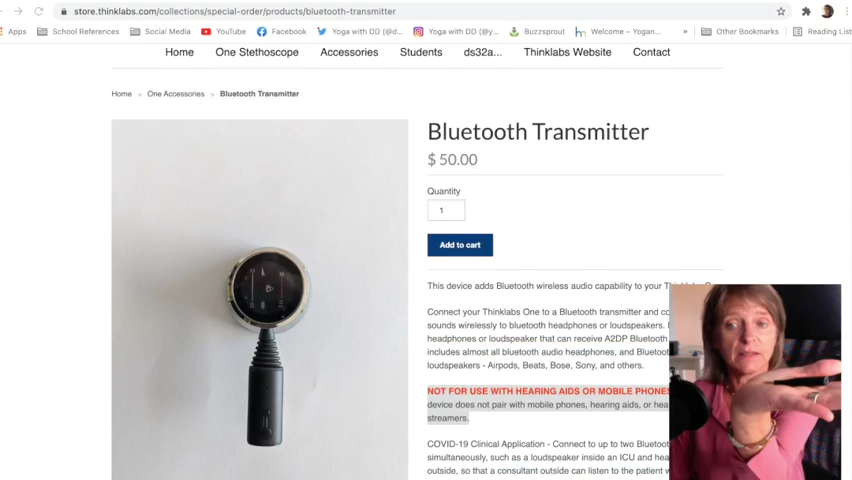 store.thinklabs.com/collections/special-order/products/bluetooth-transmitter
Apps School References Social Media YouTube Facebook Yoga with DD (@d... Yoga with DD (@y... Buzzsprout Welcome – Yogan... » Other Bookmarks Reading List
Home One Stethoscope Accessories Students ds32a... Thinklabs Website Contact
Home > One Accessories > Bluetooth Transmitter
Bluetooth Transmitter
$ 50.00
Quantity
1
Add to cart
This device adds Bluetooth wireless audio capability to your
Connect your Thinklabs One to a Bluetooth transmitter and
sounds wirelessly to bluetooth headphones or loudspeakers.
headphones or loudspeaker that can receive A2DP Bluetooth
includes almost all bluetooth audio headphones, and
loudspeakers - Airpods, Beats, Bose, Sony, and others.
NOT FOR USE WITH HEARING AIDS OR MOBILE PHONES
device does not pair with mobile phones, hearing aids, or
streamers.
COVID-19 Clinical Application - Connect to up to two
simultaneously, such as a loudspeaker inside an ICU and
outside, so that a consultant outside can listen to the patient